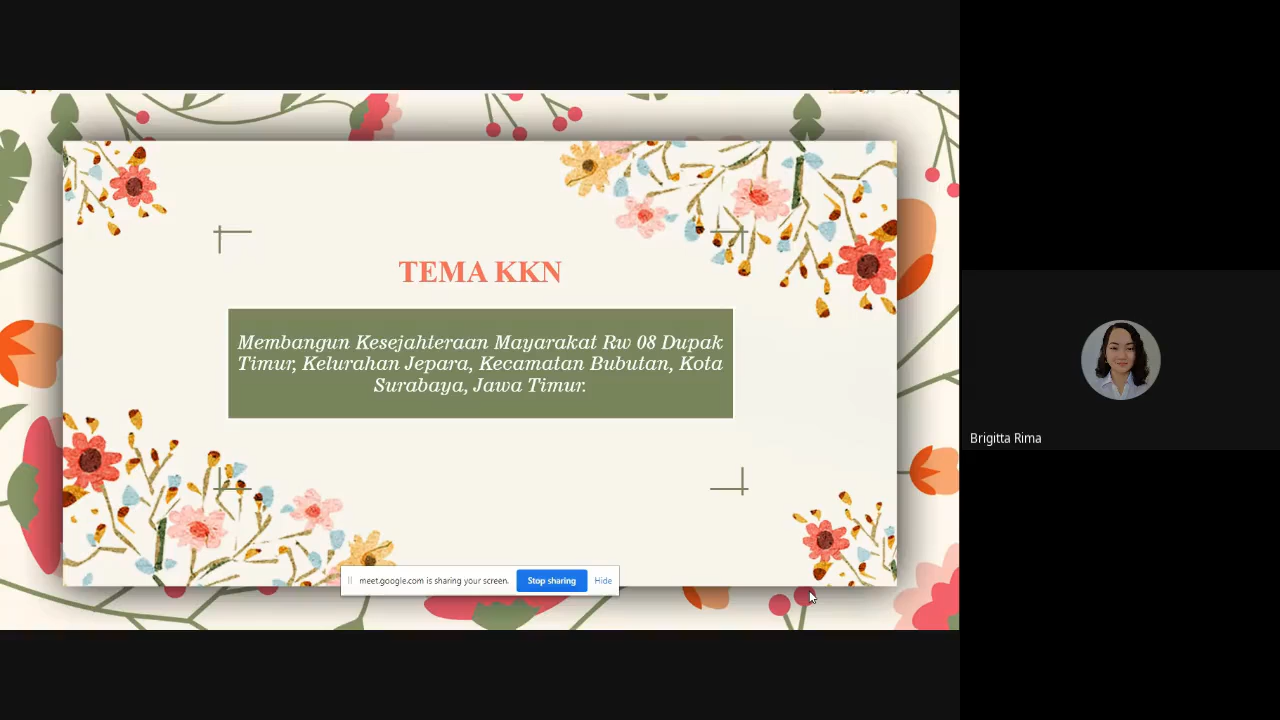 TEMA KKN
Membangun Kesejahteraan Mayarakat Rw 08 Dupak
Timur, Kelurahan Jepara, Kecamatan Bubutan, Kota
Surabaya, Jawa Timur.
Brigitta Rima
meet.google.com is sharing your screen. Stop sharing Hide